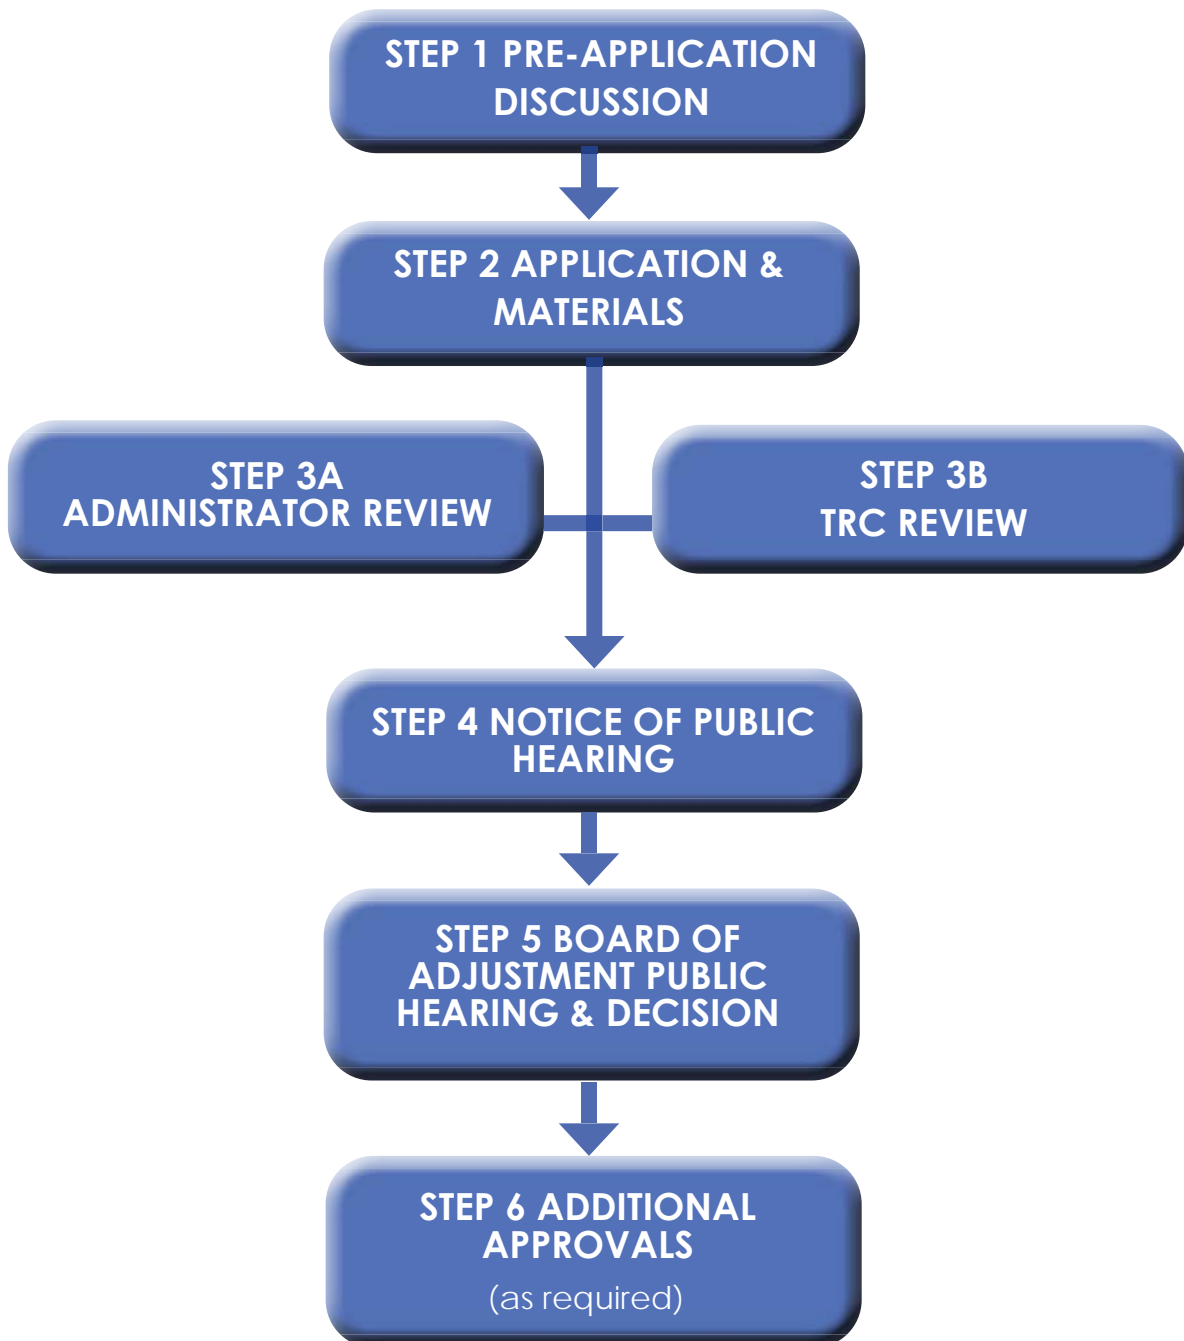 STEP 1 PRE-APPLICATION
DISCUSSION
STEP 2 APPLICATION &
MATERIALS
STEP 3A
ADMINISTRATOR REVIEW
STEP 3B
TRC REVIEW
STEP 4 NOTICE OF PUBLIC
HEARING
STEP 5 BOARD OF
ADJUSTMENT PUBLIC
HEARING & DECISION
STEP 6 ADDITIONAL
APPROVALS
(as required)